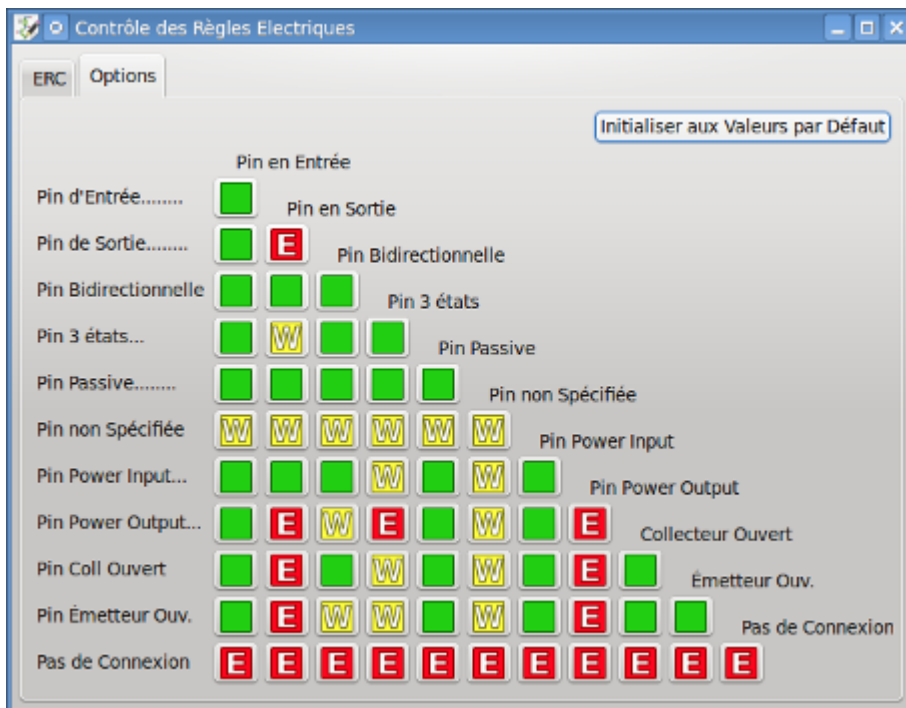 Contrôle des Règles Electriques
ERC Options
Initialiser aux Valeurs par Défaut
Pin en Entrée
Pin d'Entrée........
Pin en Sortie
Pin de Sortie........ E
Pin Bidirectionnelle
Pin Bidirectionnelle
Pin 3 états
Pin 3 états... W
Pin Passive
Pin Passive........
Pin non Spécifiée
Pin non Spécifiée W W W W W W
Pin Power Input
Pin Power Input... W W
Pin Power Output
Pin Power Output... E W E W E
Collecteur Ouvert
Pin Coll Ouvert E W W E
Émetteur Ouv.
Pin Émetteur Ouv. E W W W E
Pas de Connexion
Pas de Connexion E E E E E E E E E E E